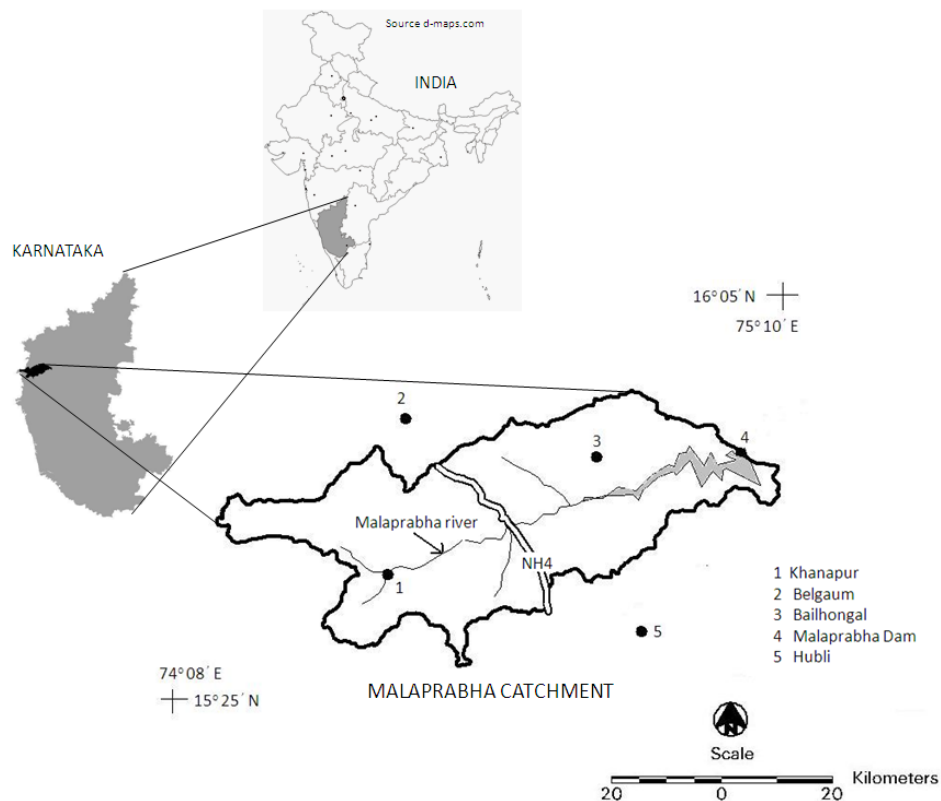 Source d-maps.com
INDIA
KARNATAKA
16° 05′ N
75° 10′ E
2
3
4
Malaprabha river
NH4
1
5
1 Khanapur
2 Belgaum
3 Bailhongal
4 Malaprabha Dam
5 Hubli
74° 08′ E
15° 25′ N
MALAPRABHA CATCHMENT
N
Scale
Kilometers
20 0 20